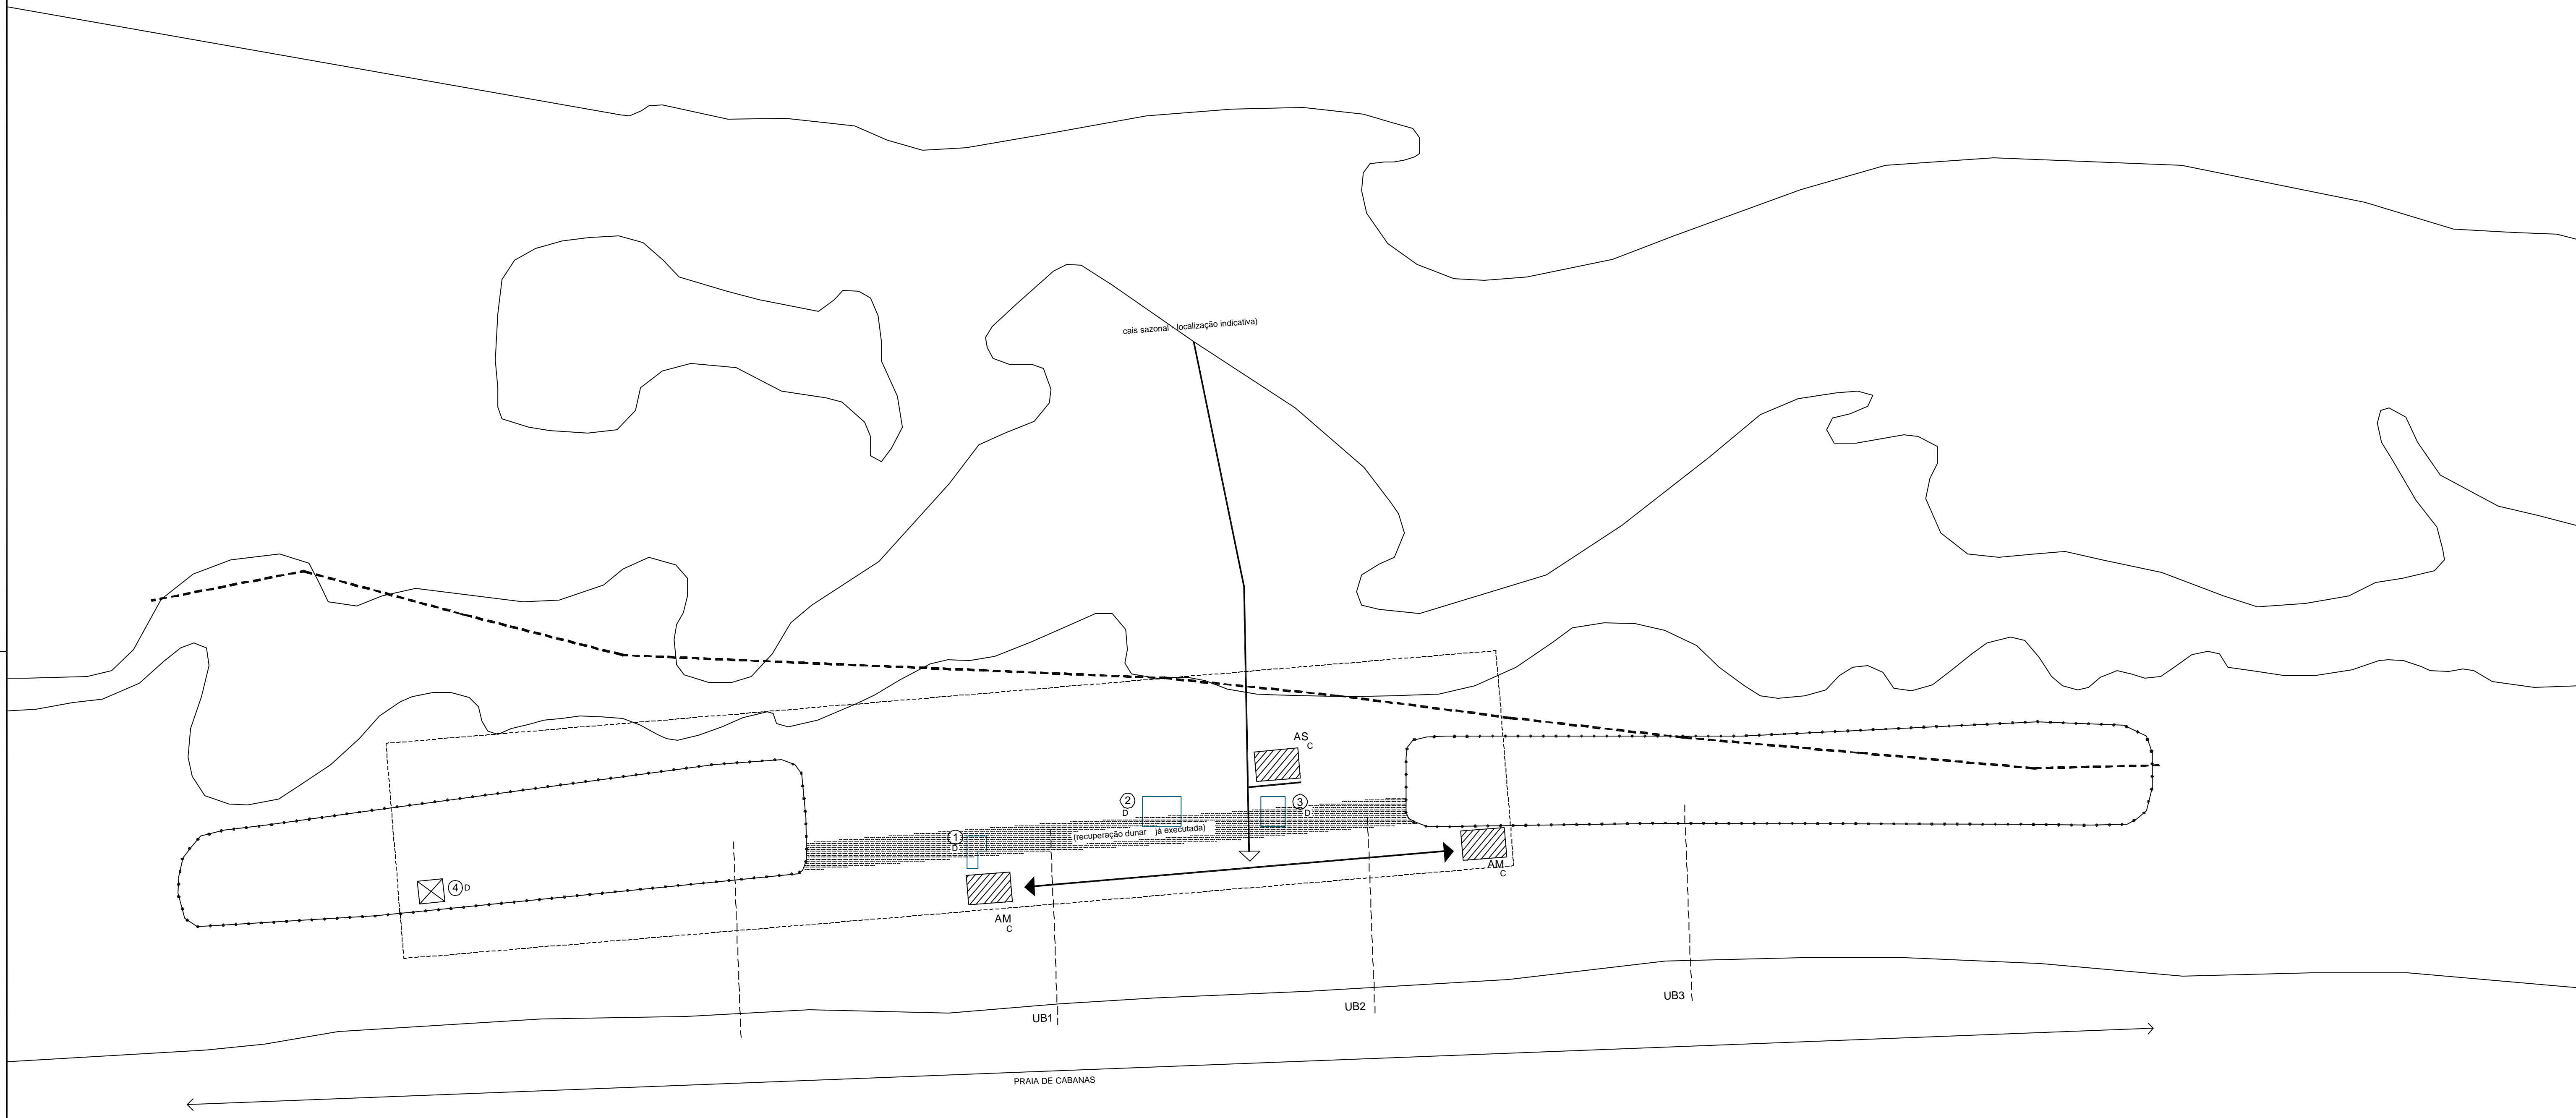 cais sazonal - localização indicativa)
AS
C
2
D
3
D
1
D
(recuperação dunar já executada)
4
D
AM
C
AM
C
UB1
UB2
UB3
PRAIA DE CABANAS